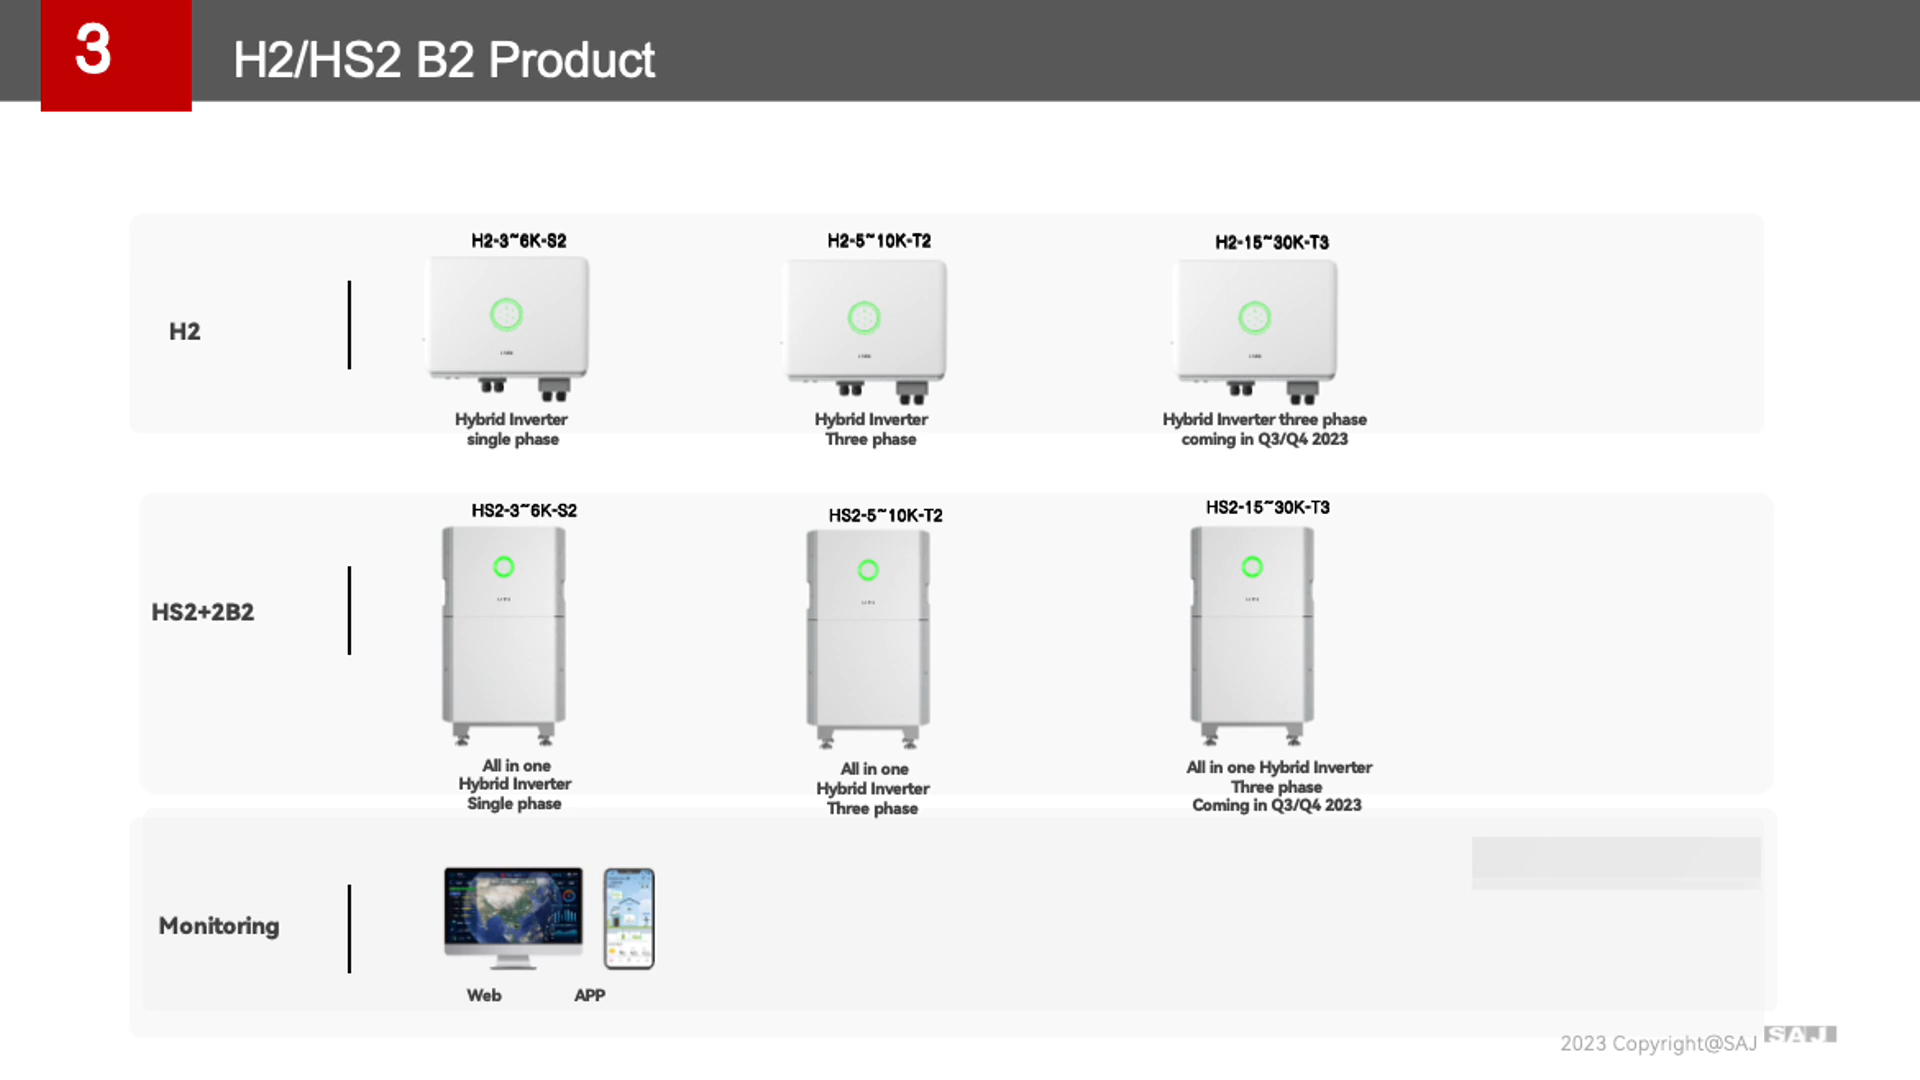 3
H2/HS2 B2 Product
H2-3~6K-S2
H2-5~10K-T2
H2-15~30K-T3
H2
Hybrid Inverter
single phase
Hybrid Inverter
Three phase
Hybrid Inverter three phase
coming in Q3/Q4 2023
HS2-3~6K-S2
HS2-5~10K-T2
HS2-15~30K-T3
HS2+2B2
All in one
Hybrid Inverter
Single phase
All in one
Hybrid Inverter
Three phase
All in one Hybrid Inverter
Three phase
Coming in Q3/Q4 2023
Monitoring
Web
APP
2023 Copyright@SAJ
SAJ